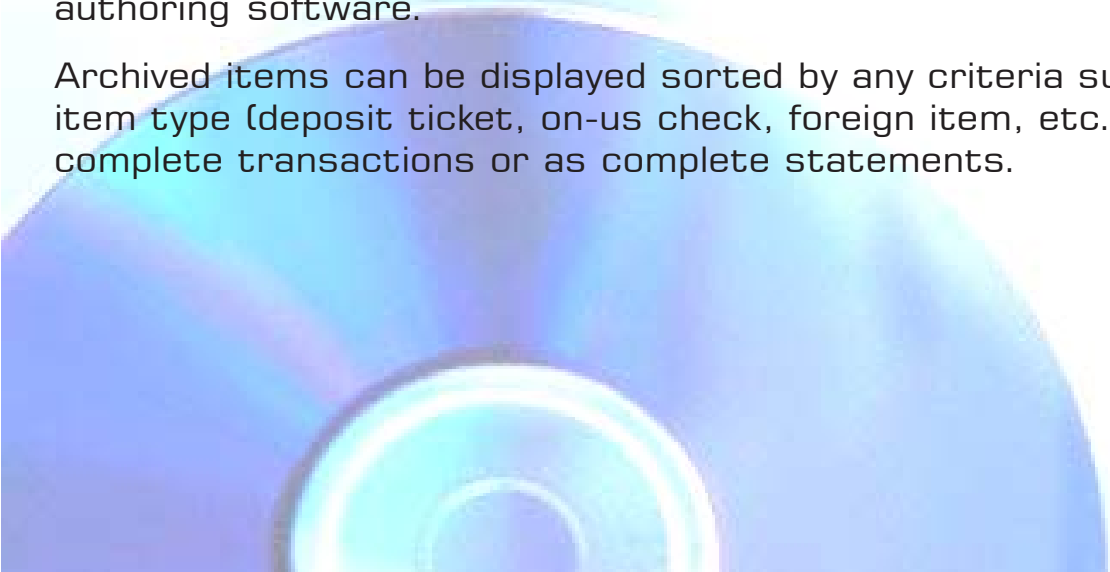 authoring software.
Archived items can be displayed sorted by any criteria su
item type (deposit ticket, on-us check, foreign item, etc.
complete transactions or as complete statements.